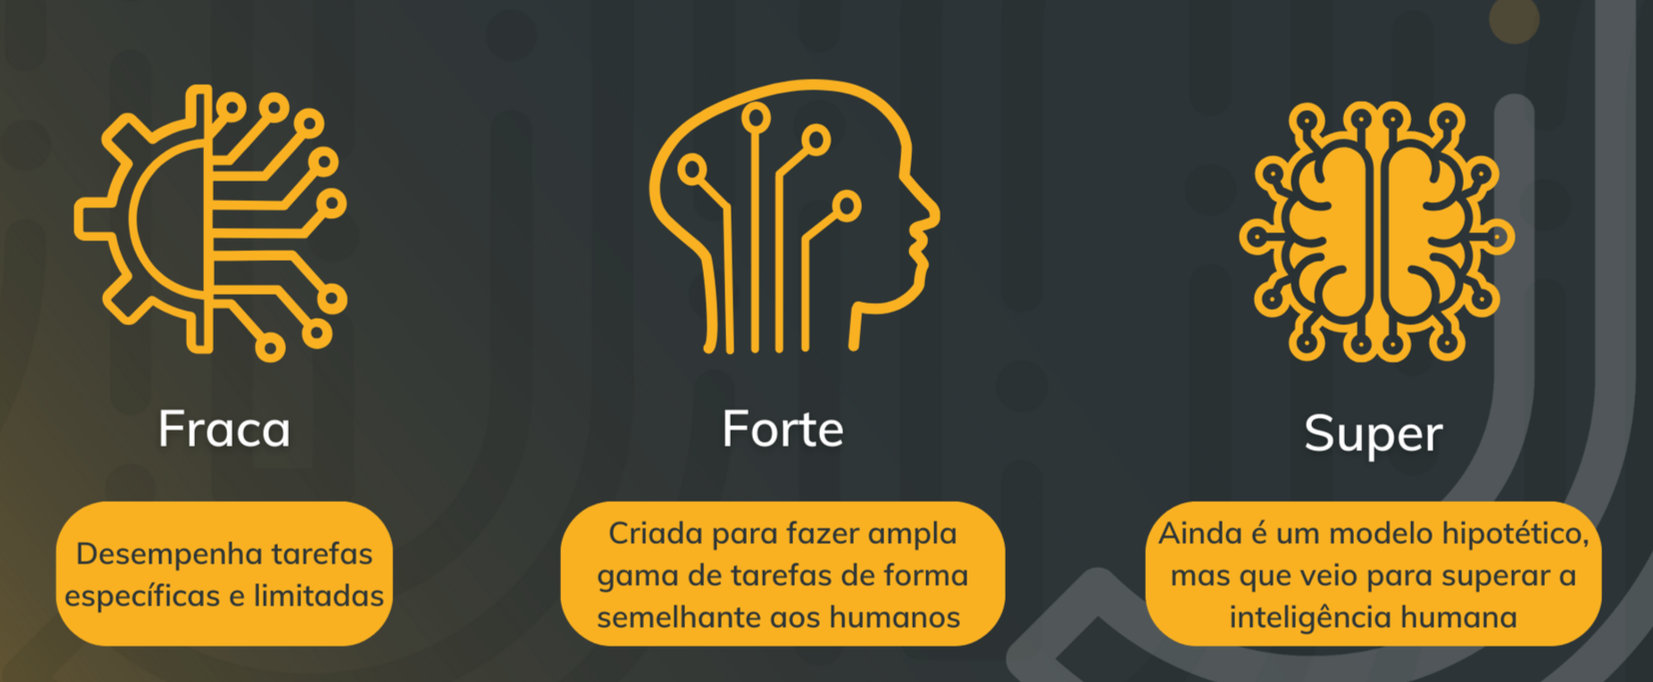 Fraca
Desempenha tarefas
específicas e limitadas
Forte
Criada para fazer ampla
gama de tarefas de forma
semelhante aos humanos
Super
Ainda é um modelo hipotético,
mas que veio para superar a
inteligência humana